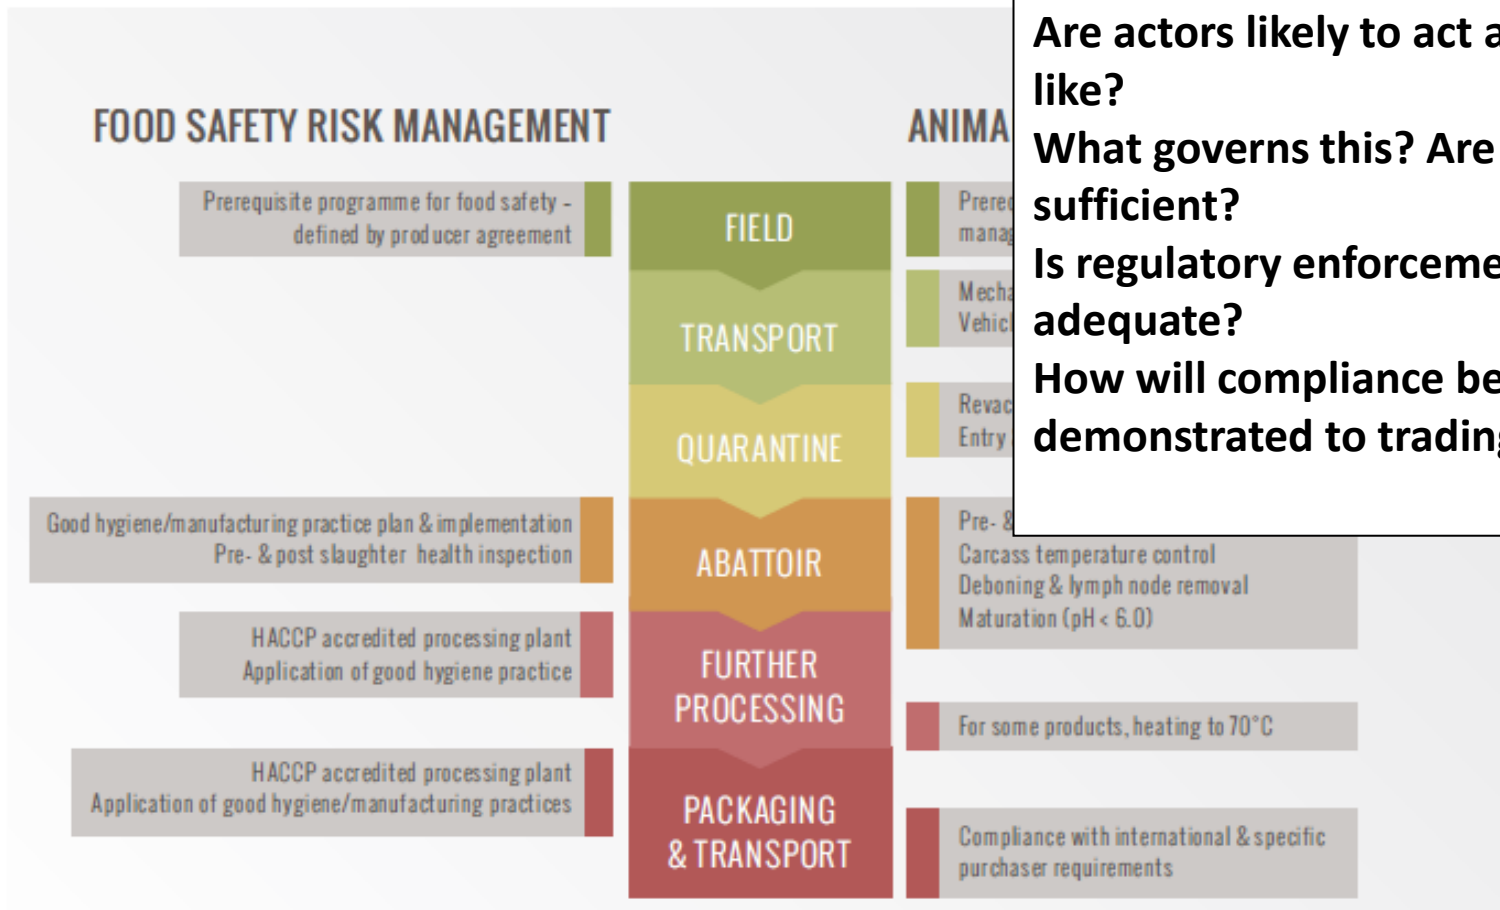 FOOD SAFETY RISK MANAGEMENT
Prerequisite programme for food safety –
defined by producer agreement
Good hygiene/manufacturing practice plan & implementation
Pre- & post slaughter health inspection
HACCP accredited processing plant
Application of good hygiene practice
HACCP accredited processing plant
Application of good hygiene/manufacturing practices
FIELD
TRANSPORT
QUARANTINE
ABATTOIR
FURTHER
PROCESSING
PACKAGING
& TRANSPORT
ANIMA
Prereq
manag
Mecha
Vehicl
Revac
Entry
Pre- &
Carcass temperature control
Deboning & lymph node removal
Maturation (pH < 6.0)
For some products, heating to 70°C
Compliance with international & specific
purchaser requirements
Are actors likely to act a
like?
What governs this? Are
sufficient?
Is regulatory enforceme
adequate?
How will compliance be
demonstrated to trading